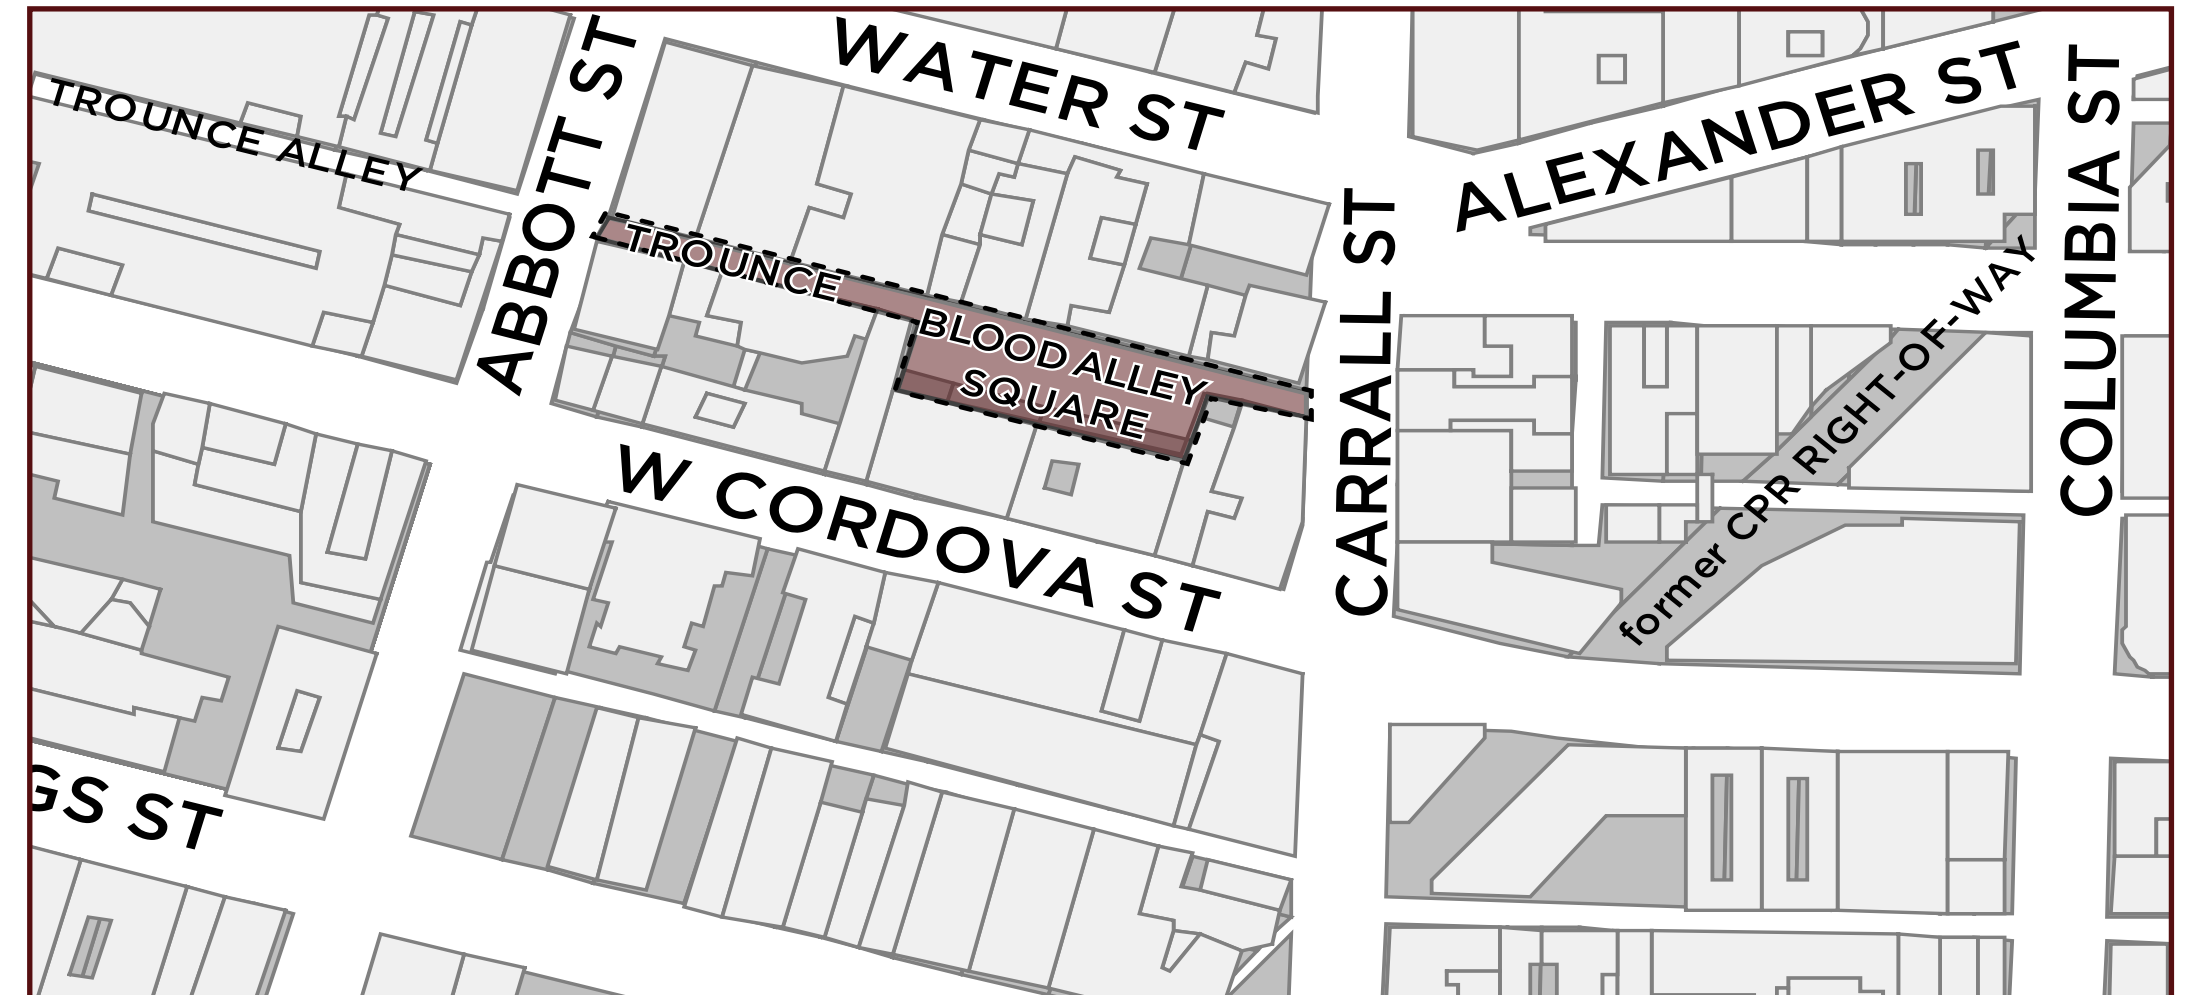 WATER ST
ALEXANDER ST
COLUMBIA ST
TROUNCE ALLEY
ABBOTT ST
TROUNCE
BLOOD ALLEY
SQUARE
CARRALL ST
former CPR RIGHT-OF-WAY
W CORDOVA ST
GS ST